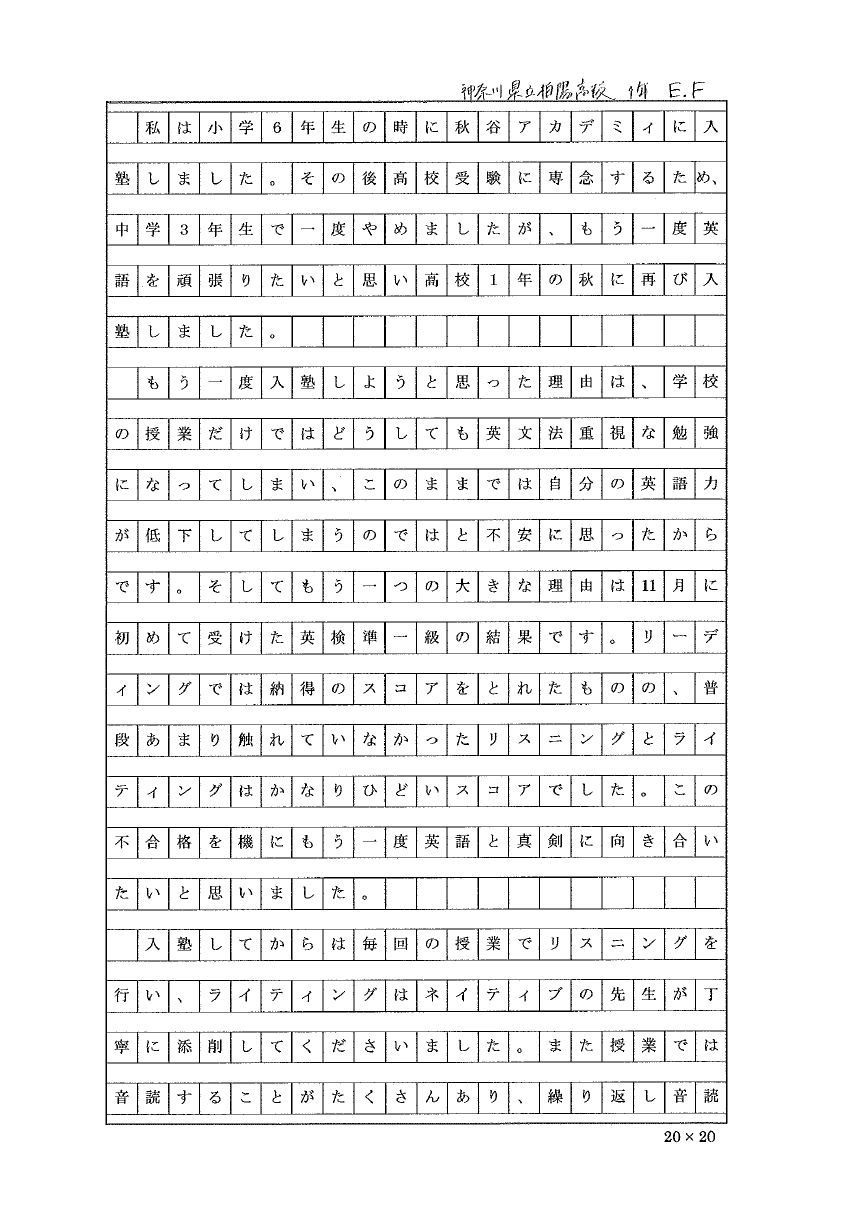 神奈川県立柏陽高校 1年 E.F
私は小学6年生の時に秋谷アカデミィに入
塾しました。その後高校受験に専念するため、
中学3年生で一度やめましたが、もう一度英
語を頑張りたいと思い高校1年の秋に再び入
塾しました。
もう一度入塾しようと思った理由は、学校
の授業だけではどうしても英文法重視な勉強
になってしまい、このままでは自分の英語力
が低下してしまうのではと不安に思ったから
です。そしてもう一つの大きな理由は11月に
初めて受けた英検準一級の結果です。リーデ
ィングでは納得のスコアをとれたものの、普
段あまり触れていなかったリスニングとライ
ティングはかなりひどいスコアでした。この
不合格を機にもう一度英語と真剣に向き合い
たいと思いました。
入塾してからは毎回の授業でリスニングを
行い、ライティングはネイティブの先生が丁
寧に添削してくださいました。また授業では
音読することがたくさんあり、繰り返し音読
20×20